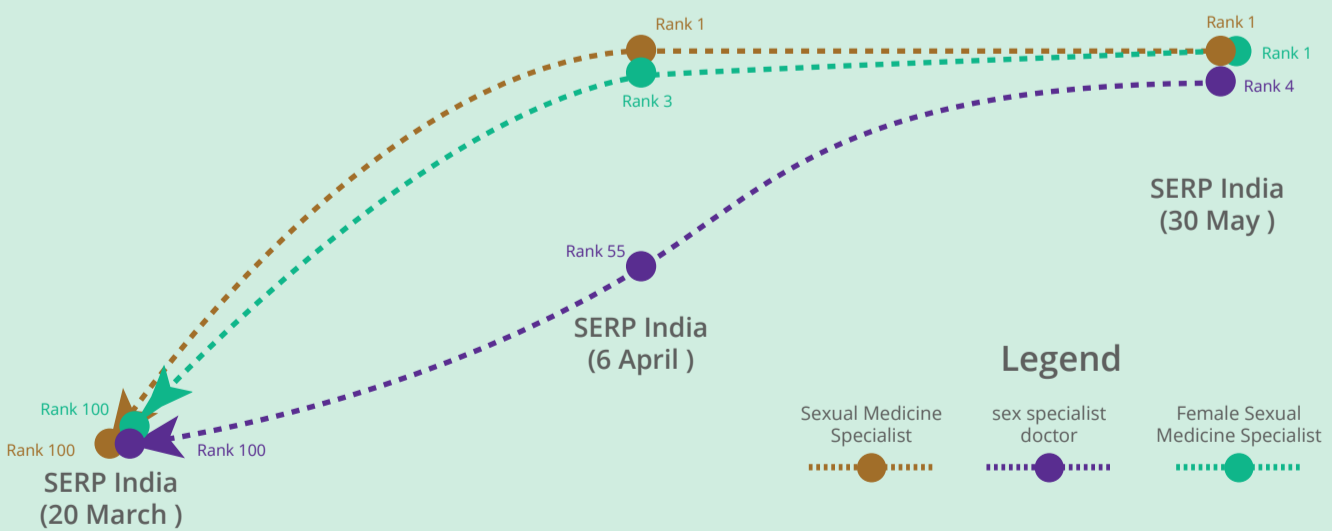 Rank 1
Rank 3
Rank 1
Rank 1
Rank 4
SERP India
(30 May )
Rank 55
SERP India
(6 April )
Rank 100
Rank 100
Rank 100
SERP India
(20 March )
Legend
Sexual Medicine
Specialist
sex specialist
doctor
Female Sexual
Medicine Specialist